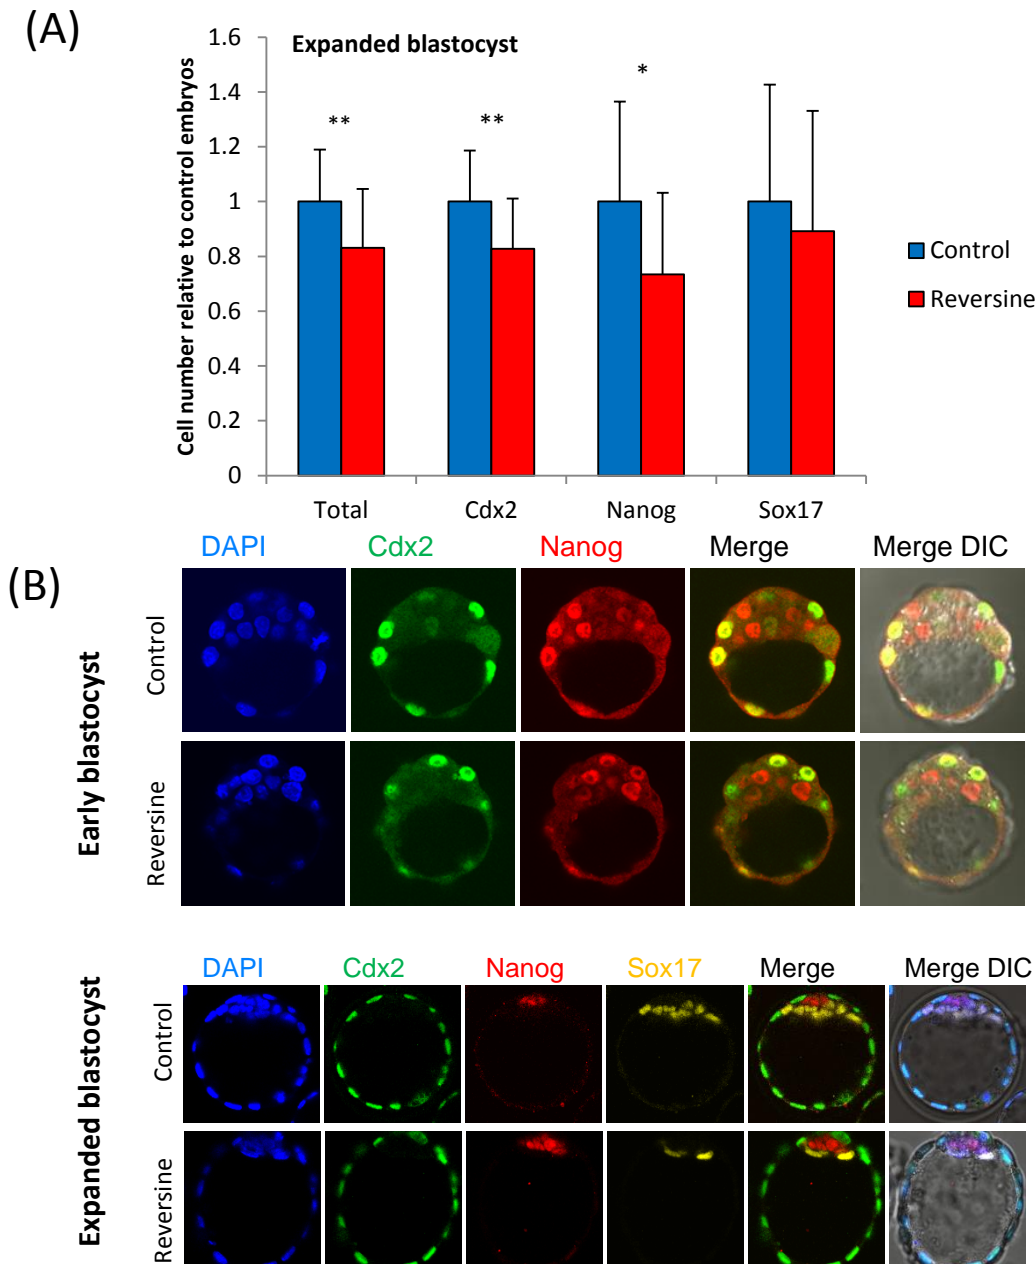 (A)
Expanded blastocyst
Cell number relative to control embryos
1.6
1.4
1.2
1
0.8
0.6
0.4
0.2
0
**
**
*
Total
Cdx2
Nanog
Sox17
Control
Reversine
(B)
DAPI
Cdx2
Nanog
Merge
Merge DIC
Early blastocyst
Control
Reversine
DAPI
Cdx2
Nanog
Sox17
Merge
Merge DIC
Expanded blastocyst
Control
Reversine